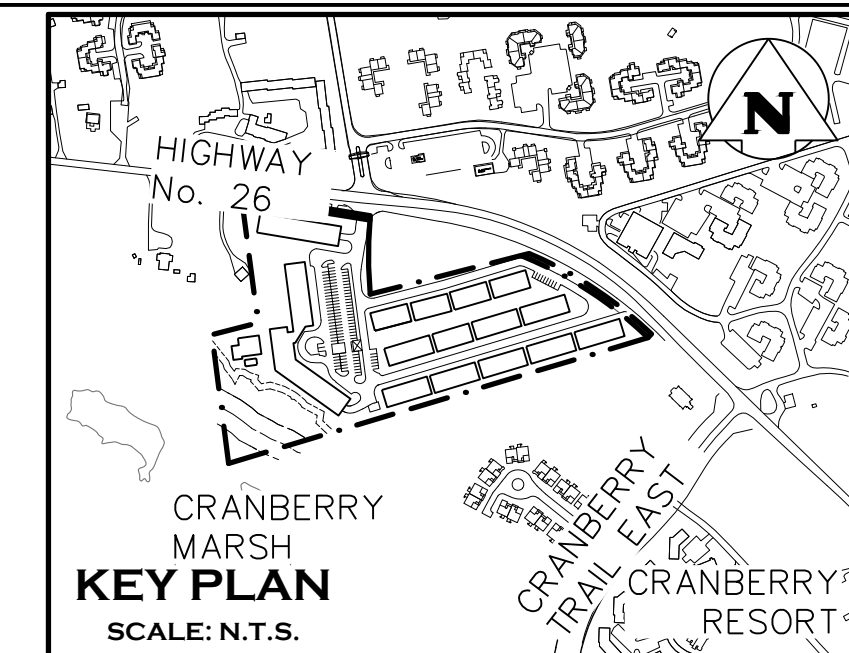 HIGHWAY
No. 26
N
CRANBERRY
MARSH
KEY PLAN
SCALE: N.T.S.
CRANBERRY
TRAIL EAST
CRANBERRY
RESORT